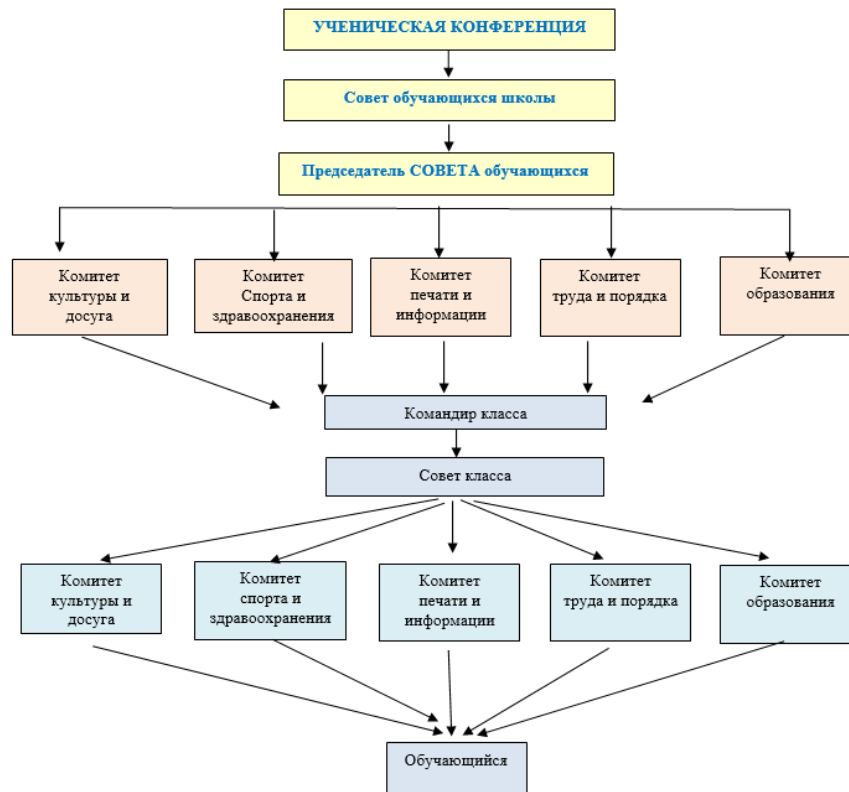 УЧЕНИЧЕСКАЯ КОНФЕРЕНЦИЯ
Совет обучающихся школы
Председатель СОВЕТА обучающихся
Комитет
культуры и
досуга
Комитет
Спорта и
здравоохранения
Комитет
печати и
информации
Комитет
труда и порядка
Комитет
образования
Командир класса
Совет класса
Комитет
культуры и
досуга
Комитет
спорта и
здравоохранения
Комитет
печати и
информации
Комитет
труда и порядка
Комитет
образования
Обучающийся